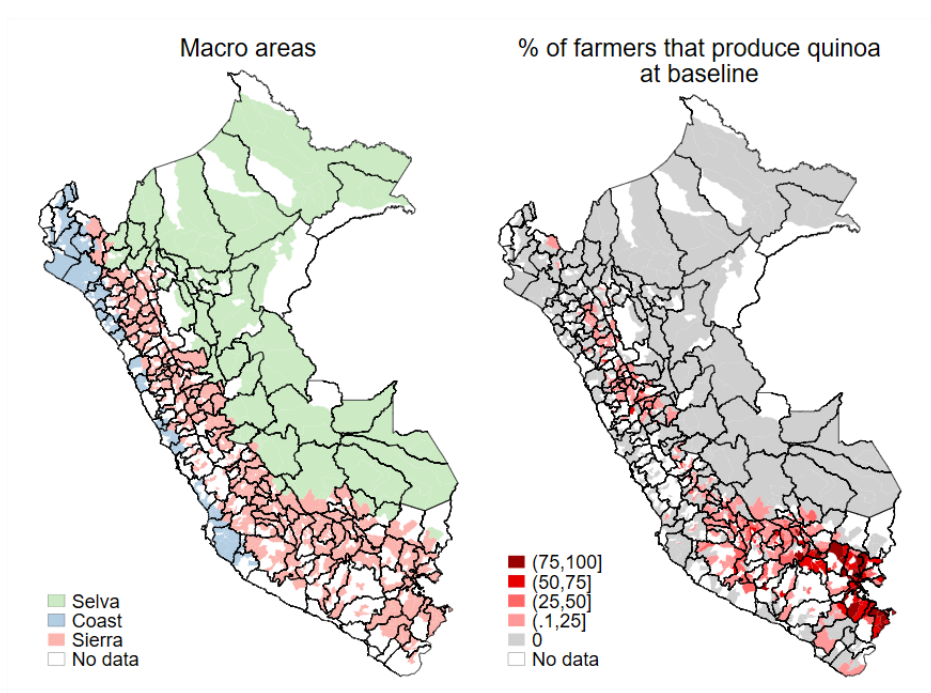 Macro areas
Selva
Coast
Sierra
No data
% of farmers that produce quinoa
at baseline
(75,100]
(50,75]
(25,50]
(.1,25]
0
No data